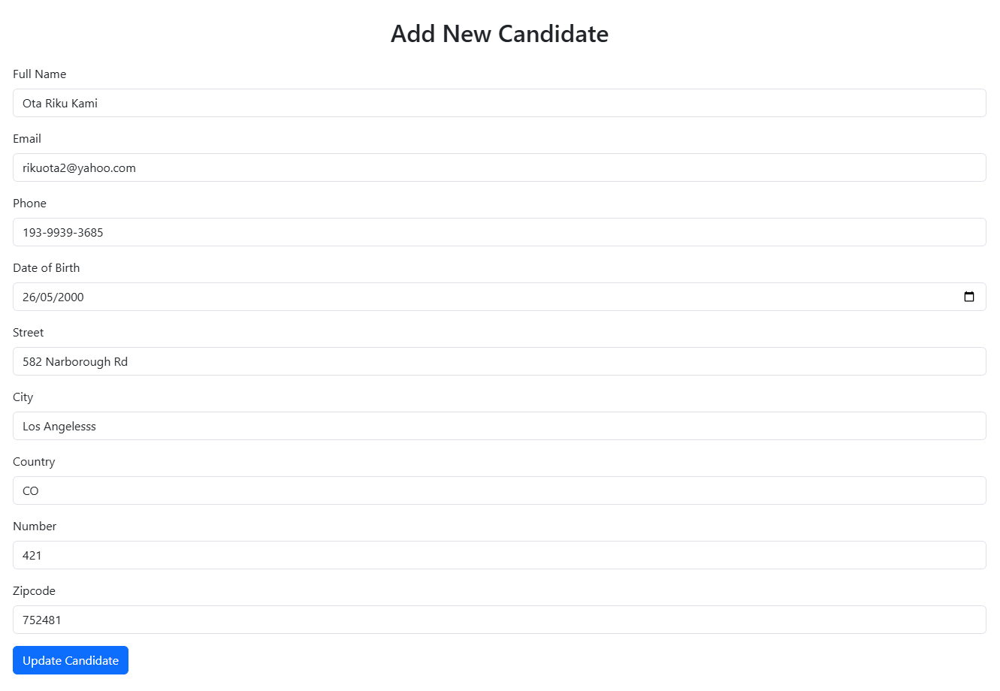 Add New Candidate
Full Name
Ota Riku Kami
Email
rikuota2@yahoo.com
Phone
193-9939-3685
Date of Birth
26/05/2000
Street
582 Narborough Rd
City
Los Angelesss
Country
CO
Number
421
Zipcode
752481
Update Candidate